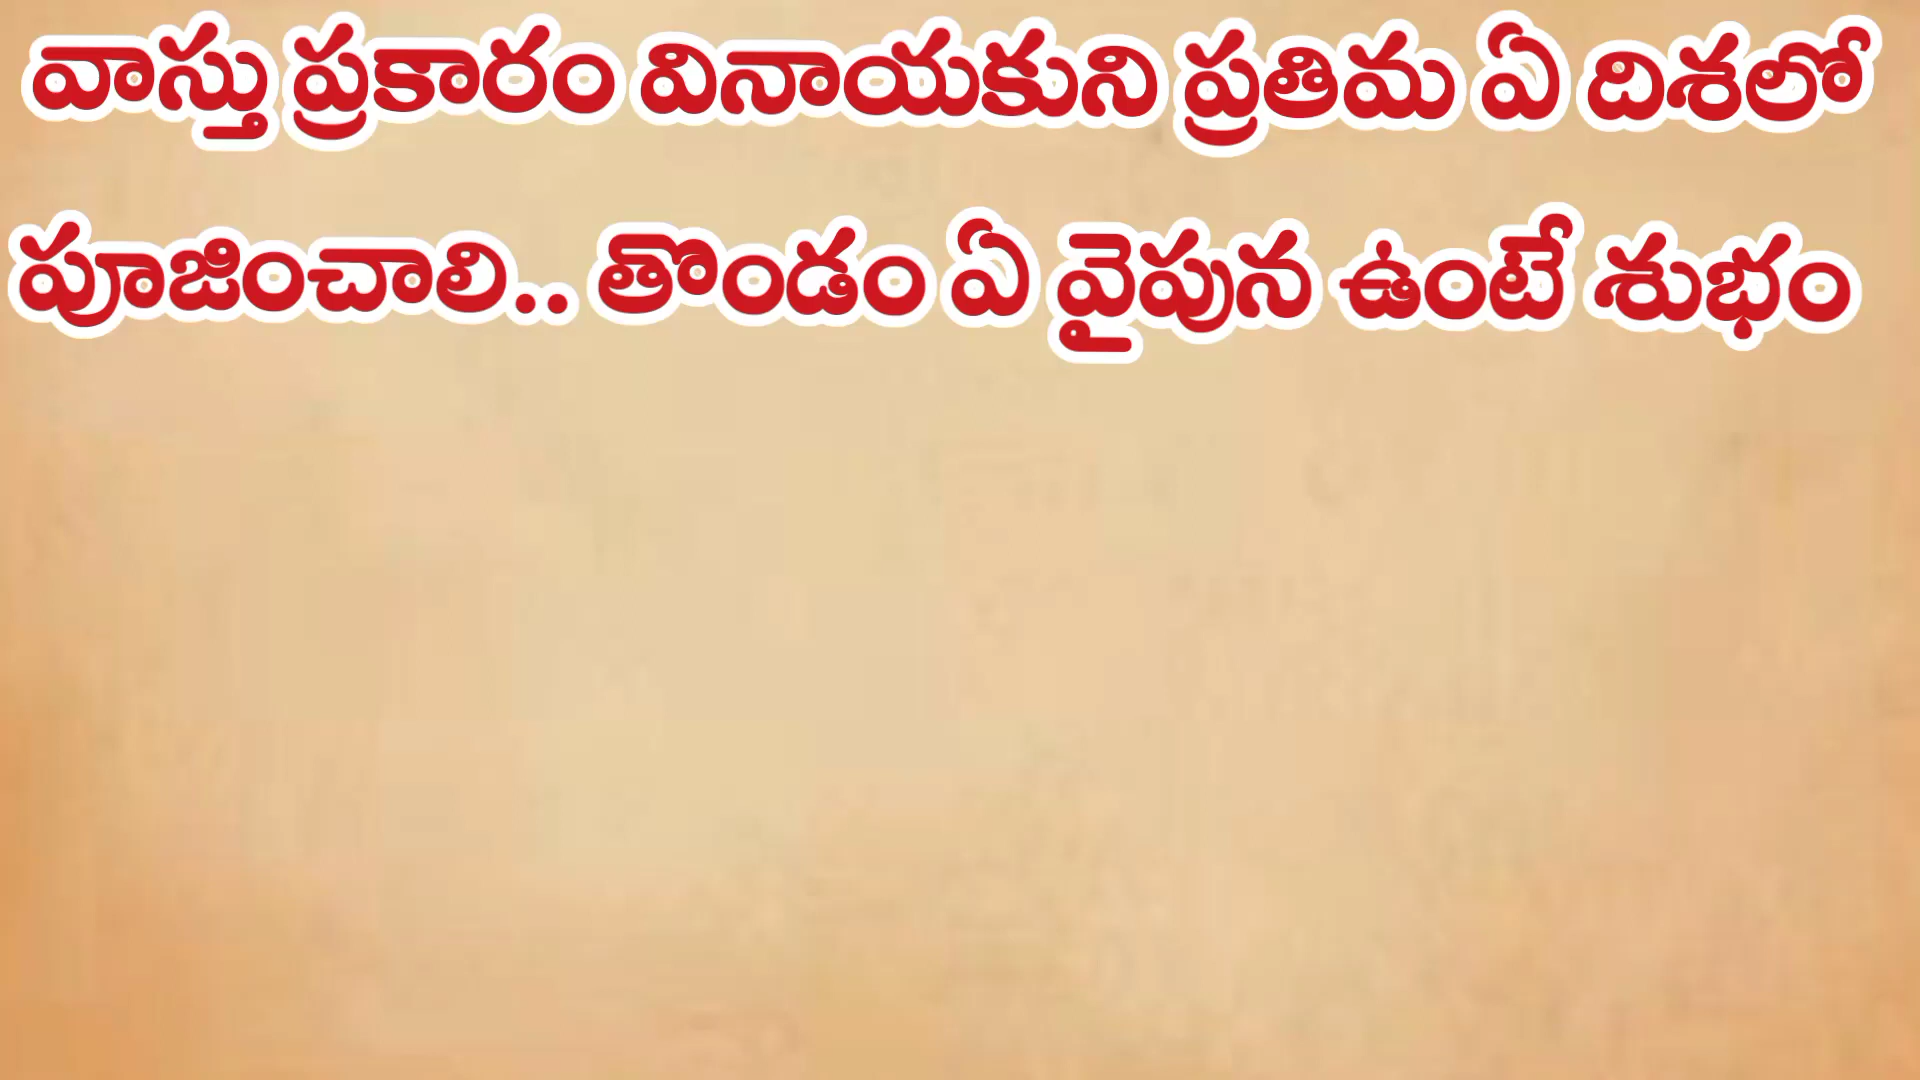 వాస్తు ప్రకారం వినాయకుని ప్రతిమ ఏ దిశలో
పూజించాలి.. తొండం ఏ వైపున ఉంటే శుభం